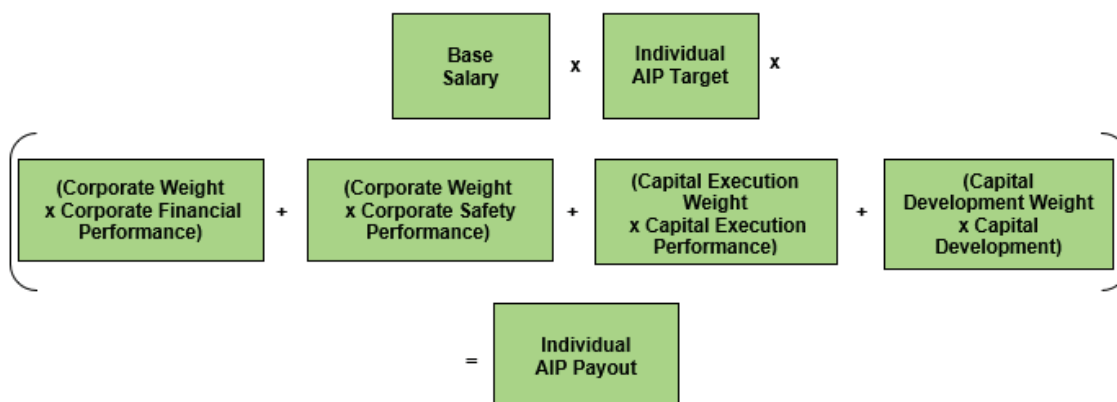 Base
Salary
x
Individual
AIP Target
x
(Corporate Weight
x Corporate Financial
Performance)
+
(Corporate Weight
x Corporate Safety
Performance)
+
(Capital Execution
Weight
x Capital Execution
Performance)
+
(Capital
Development Weight
x Capital
Development)
=
Individual
AIP Payout